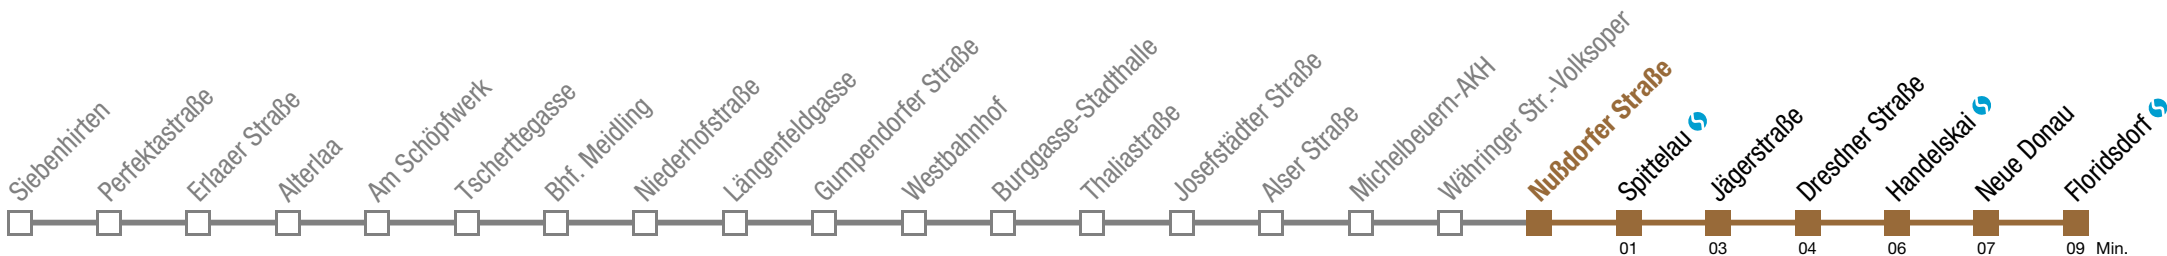 Siebenhirten
Perfektastraße
Erlaaer Straße
Alterlaa
Am Schöpfwerk
Tscherttegasse
Bhf. Meidling
Niederhofstraße
Längenfeldgasse
Gumpendorfer Straße
Westbahnhof
Burggasse-Stadthalle
Thaliastraße
Josefstädter Straße
Alser Straße
Michelbeuern-AKH
Währinger Str.-Volksoper
Nußdorfer Straße
Spittelau
Jägerstraße
Dresdner Straße
Handelskai
Neue Donau
Floridsdorf
01 03 04 06 07 09 Min.